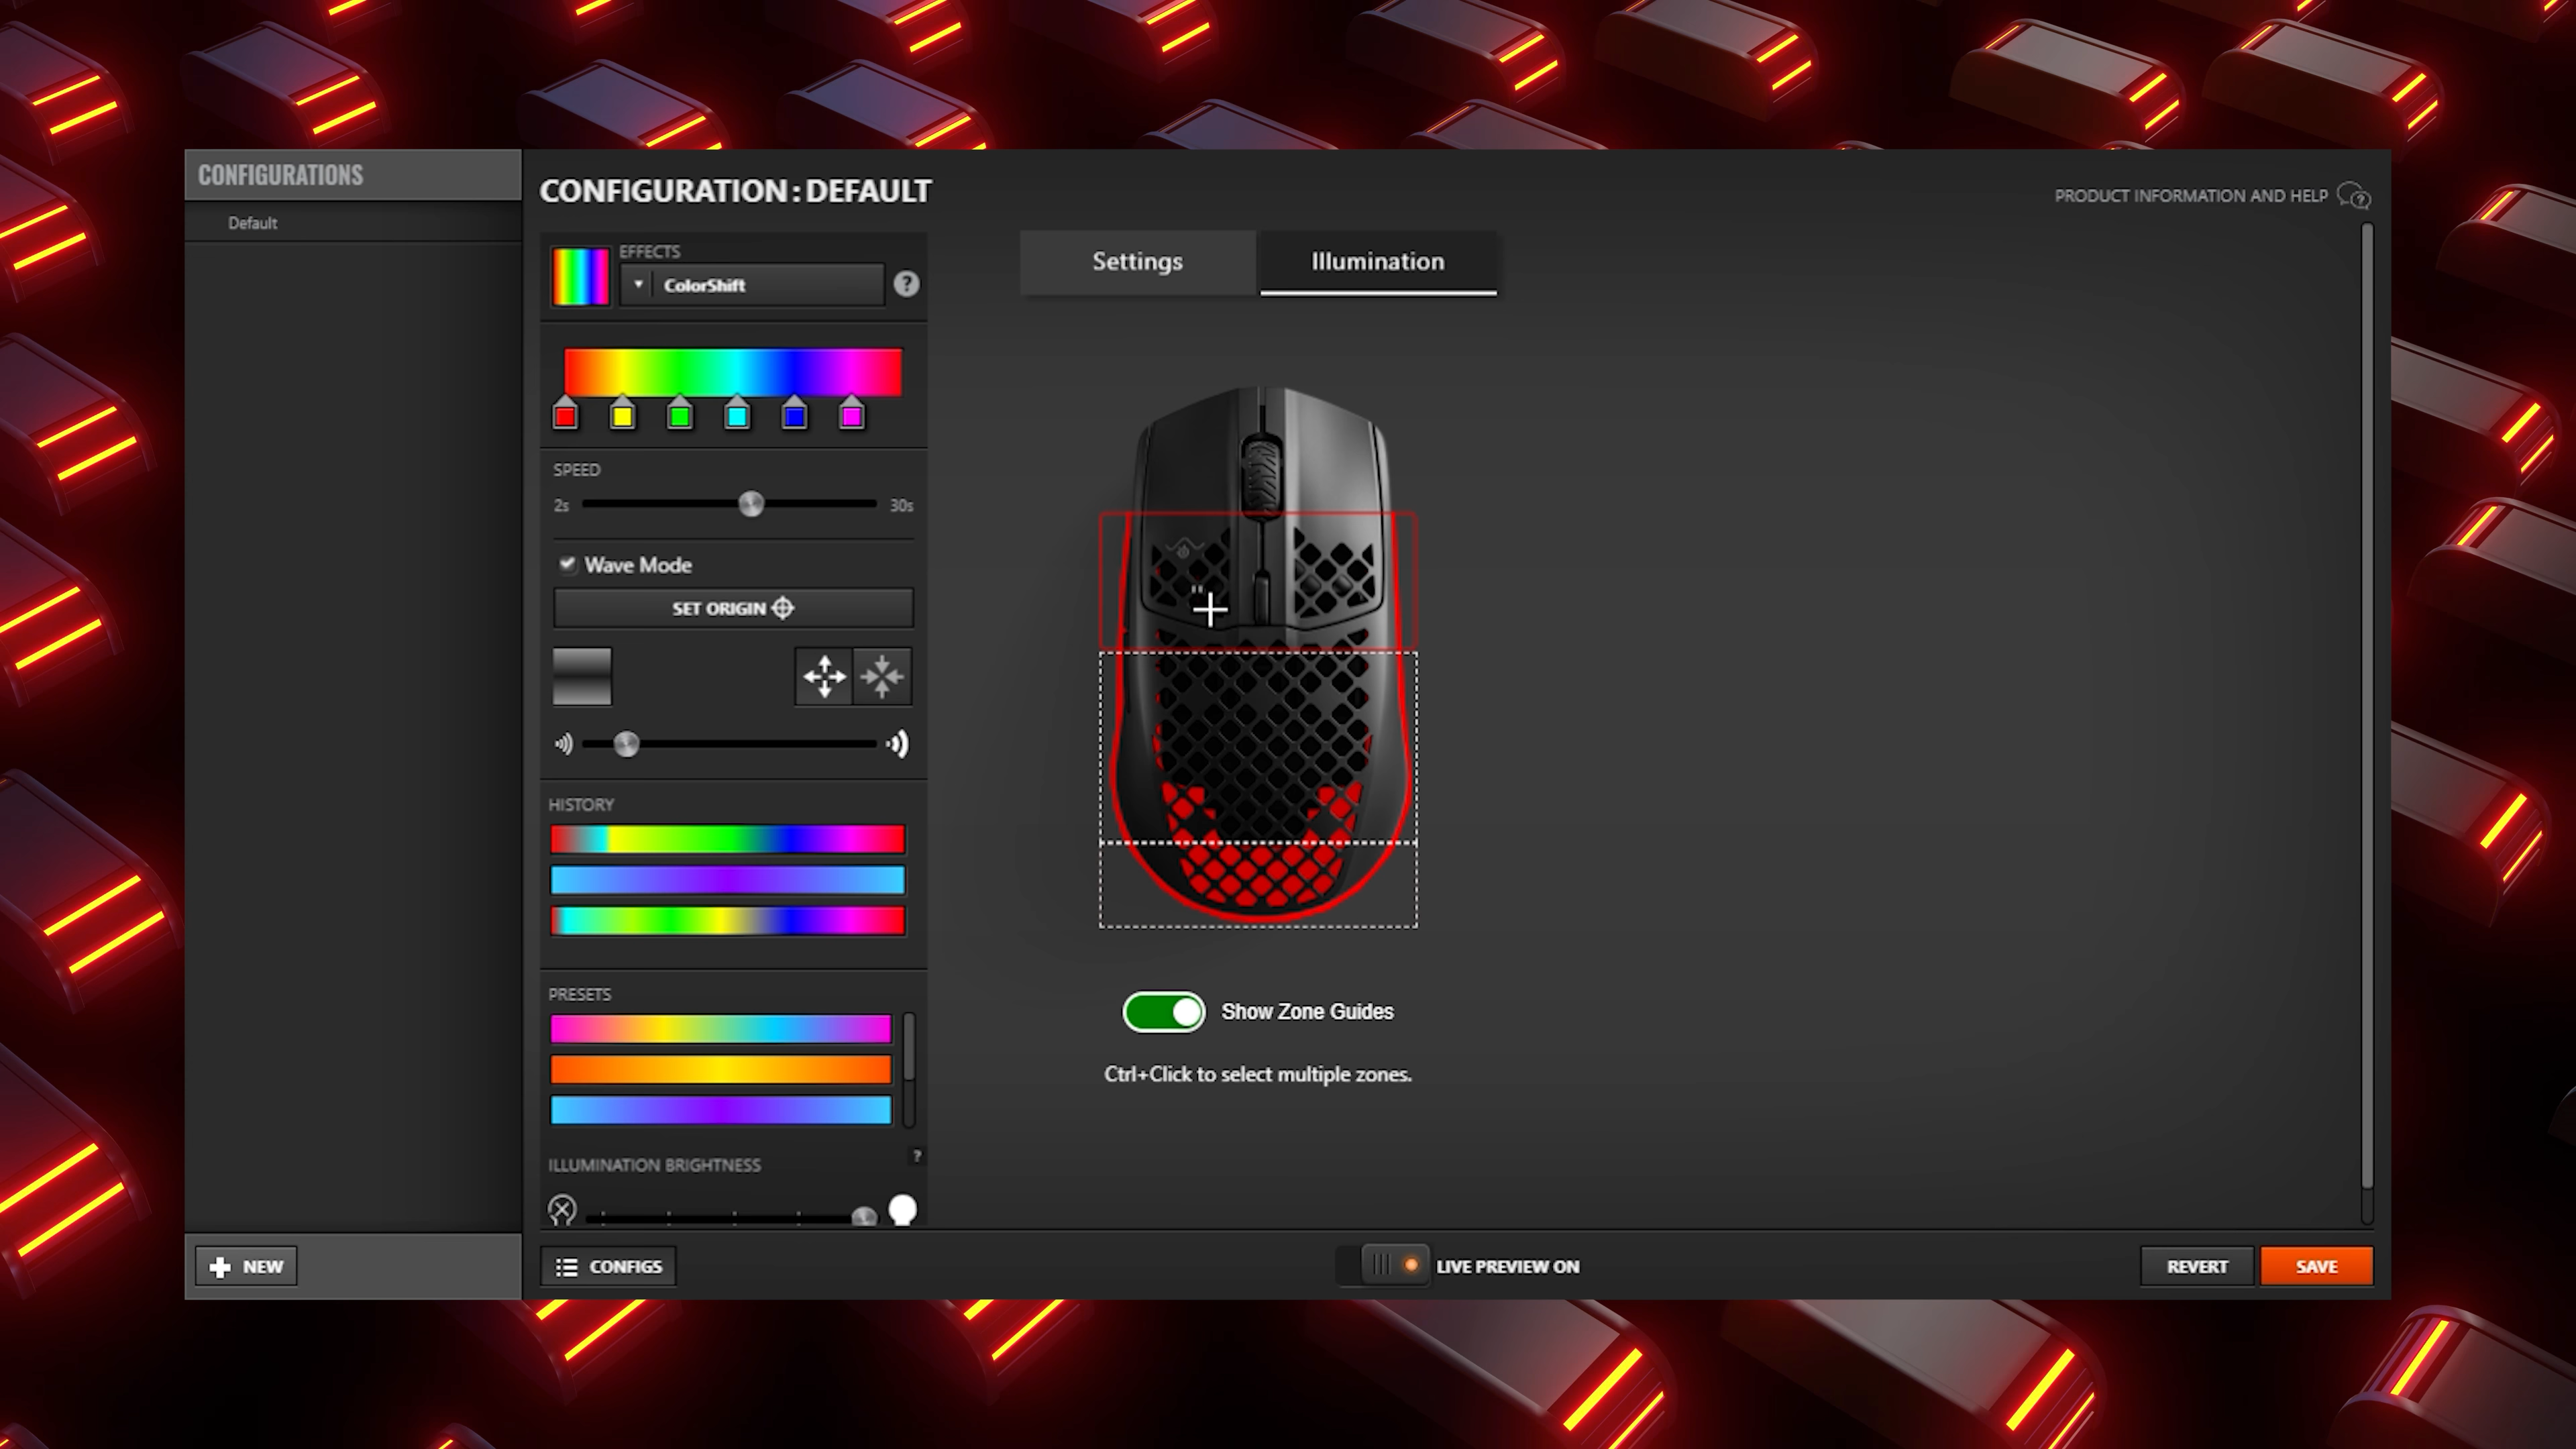 CONFIGURATIONS
Default
NEW
CONFIGURATION : DEFAULT
PRODUCT INFORMATION AND HELP
EFFECTS
ColorShift
?
SPEED
2s
30s
Wave Mode
SET ORIGIN
HISTORY
PRESETS
ILLUMINATION BRIGHTNESS
?
Settings
Illumination
Show Zone Guides
Ctrl+Click to select multiple zones.
CONFIGS
LIVE PREVIEW ON
REVERT
SAVE